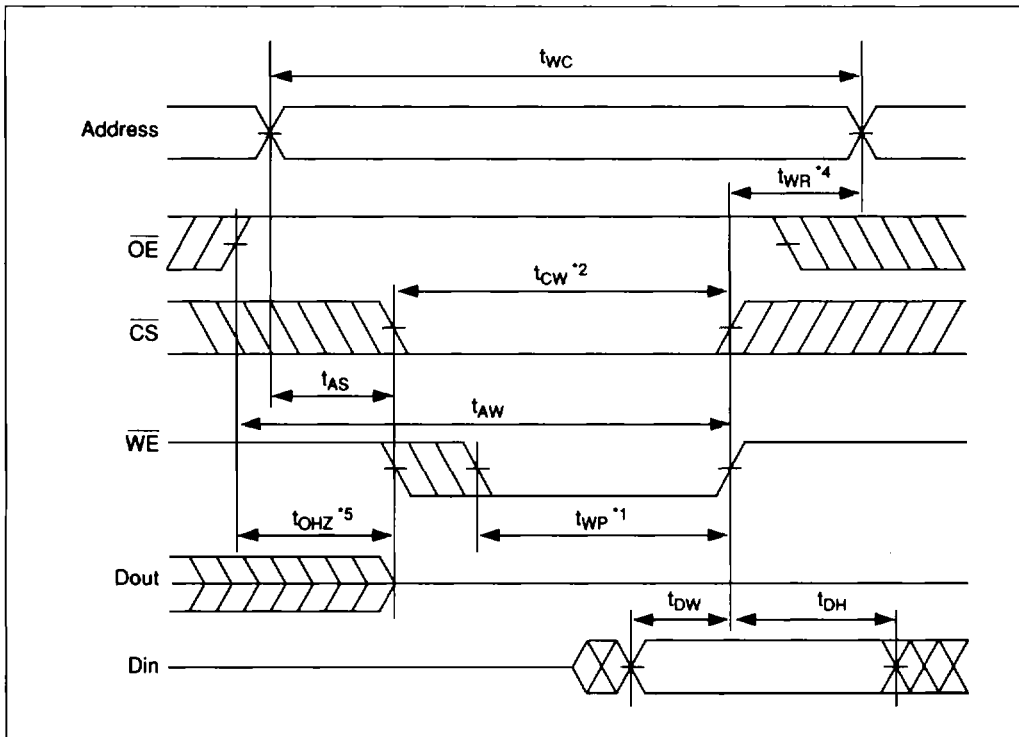 tWC
Address
tWR *4
OE
tCW *2
CS
tAS
tAW
WE
tOHZ *5
tWP *1
Dout
tDW
tDH
Din